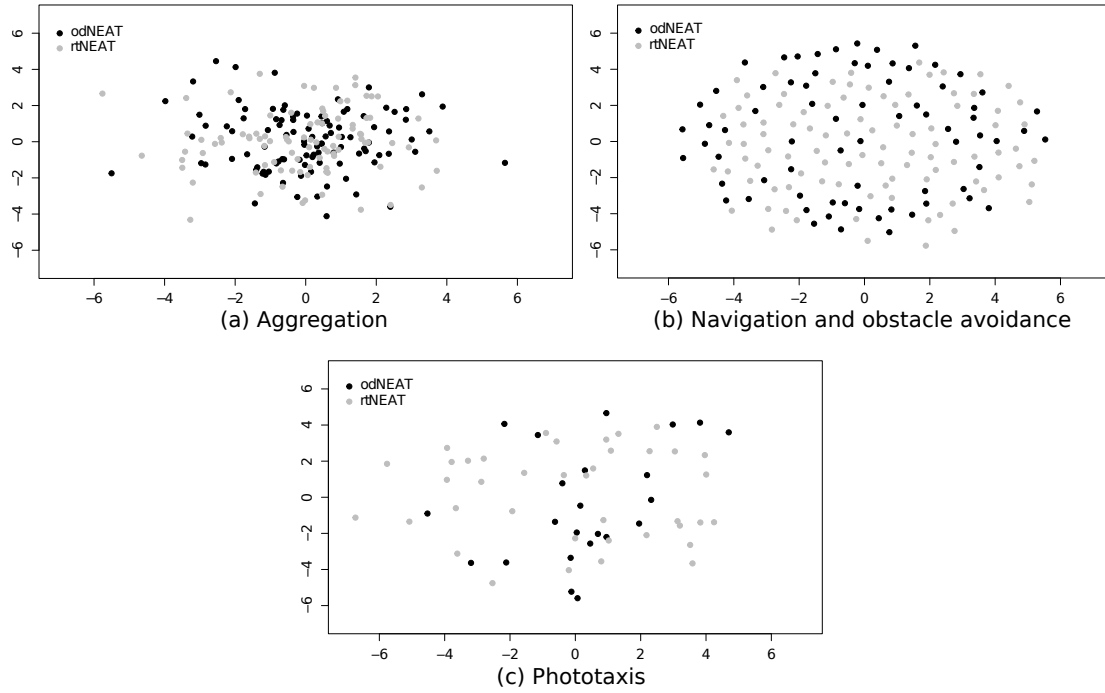 odNEAT
rtNEAT
6
4
2
0
−2
−4
−6
−6 −4 −2 0 2 4 6
(a) Aggregation
odNEAT
rtNEAT
6
4
2
0
−2
−4
−6
−6 −4 −2 0 2 4 6
(b) Navigation and obstacle avoidance
odNEAT
rtNEAT
6
4
2
0
−2
−4
−6
−6 −4 −2 0 2 4 6
(c) Phototaxis